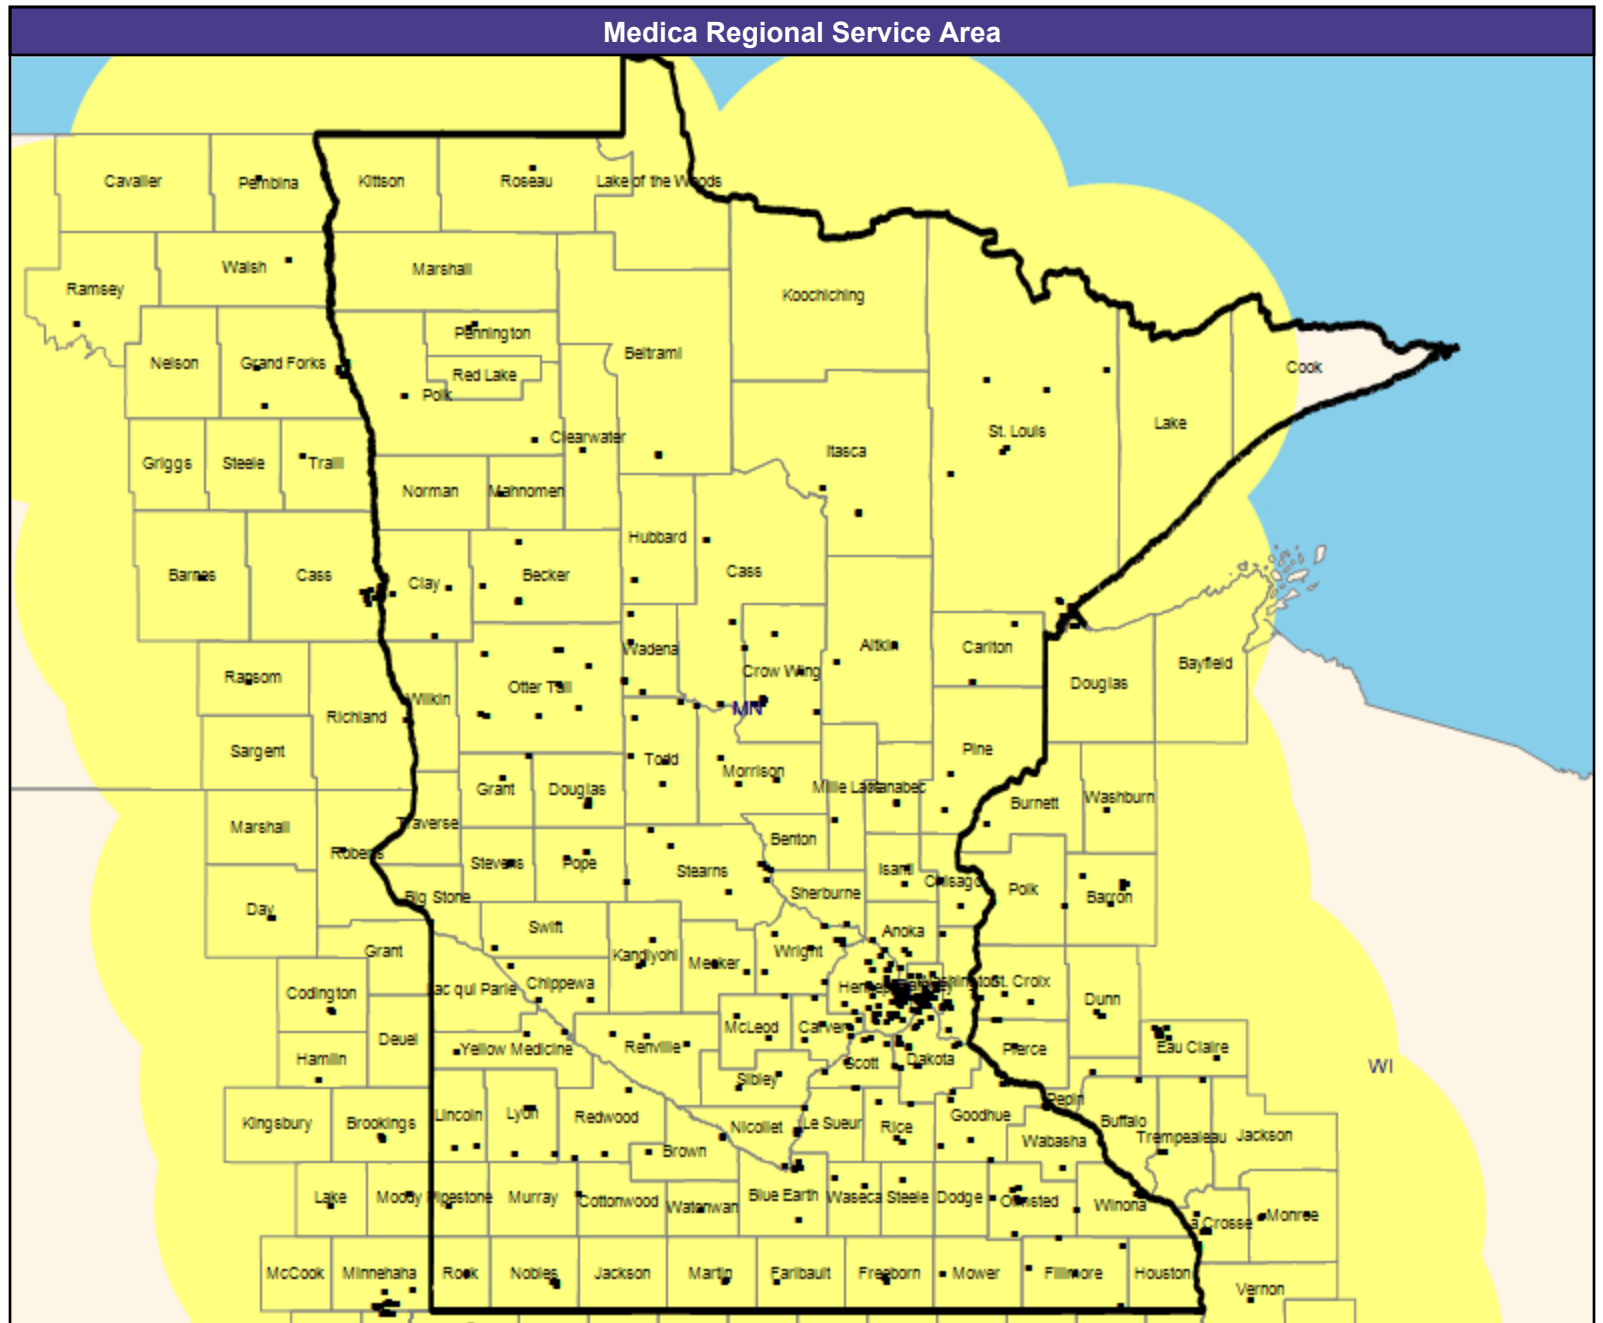 Medica Regional Service Area
Cavalier
Pembina
Kittson
Roseau
Lake of the Woods
Ramsey
Walsh
Marshall
Koochiching
Nelson
Grand Forks
Pennington
Red Lake
Polk
Beltrami
Cook
Griggs
Steele
Traill
Clearwater
Norman
Mahnomen
Itasca
St. Louis
Lake
Barnes
Cass
Clay
Becker
Hubbard
Cass
Ransom
Richland
Wilkin
Otter Tail
Wadena
Crow Wing
Aitkin
Carlton
Douglas
Bayfield
MN
Sargent
Grant
Douglas
Todd
Morrison
Mille Lacs
Kanabec
Pine
Burnett
Washburn
Marshall
Roberts
Traverse
Stevens
Pope
Stearns
Benton
Isanti
Chisago
Polk
Barron
Day
Big Stone
Sherburne
Grant
Swift
Kandiyohi
Meeker
Wright
Anoka
Codington
Lac qui Parle
Chippewa
Washington
St. Croix
Dunn
Deuel
McLeod
Carver
Hamlin
Yellow Medicine
Renville
Scott
Dakota
Pierce
Eau Claire
WI
Sibley
Kingsbury
Brookings
Lincoln
Lyon
Redwood
Nicollet
Le Sueur
Rice
Goodhue
Pepin
Buffalo
Trempealeau
Jackson
Brown
Wabasha
Lake
Moody
Pipestone
Murray
Cottonwood
Watonwan
Blue Earth
Waseca
Steele
Dodge
Olmsted
Winona
La Crosse
Monroe
McCook
Minnehaha
Rock
Nobles
Jackson
Martin
Faribault
Freeborn
Mower
Fillmore
Houston
Vernon